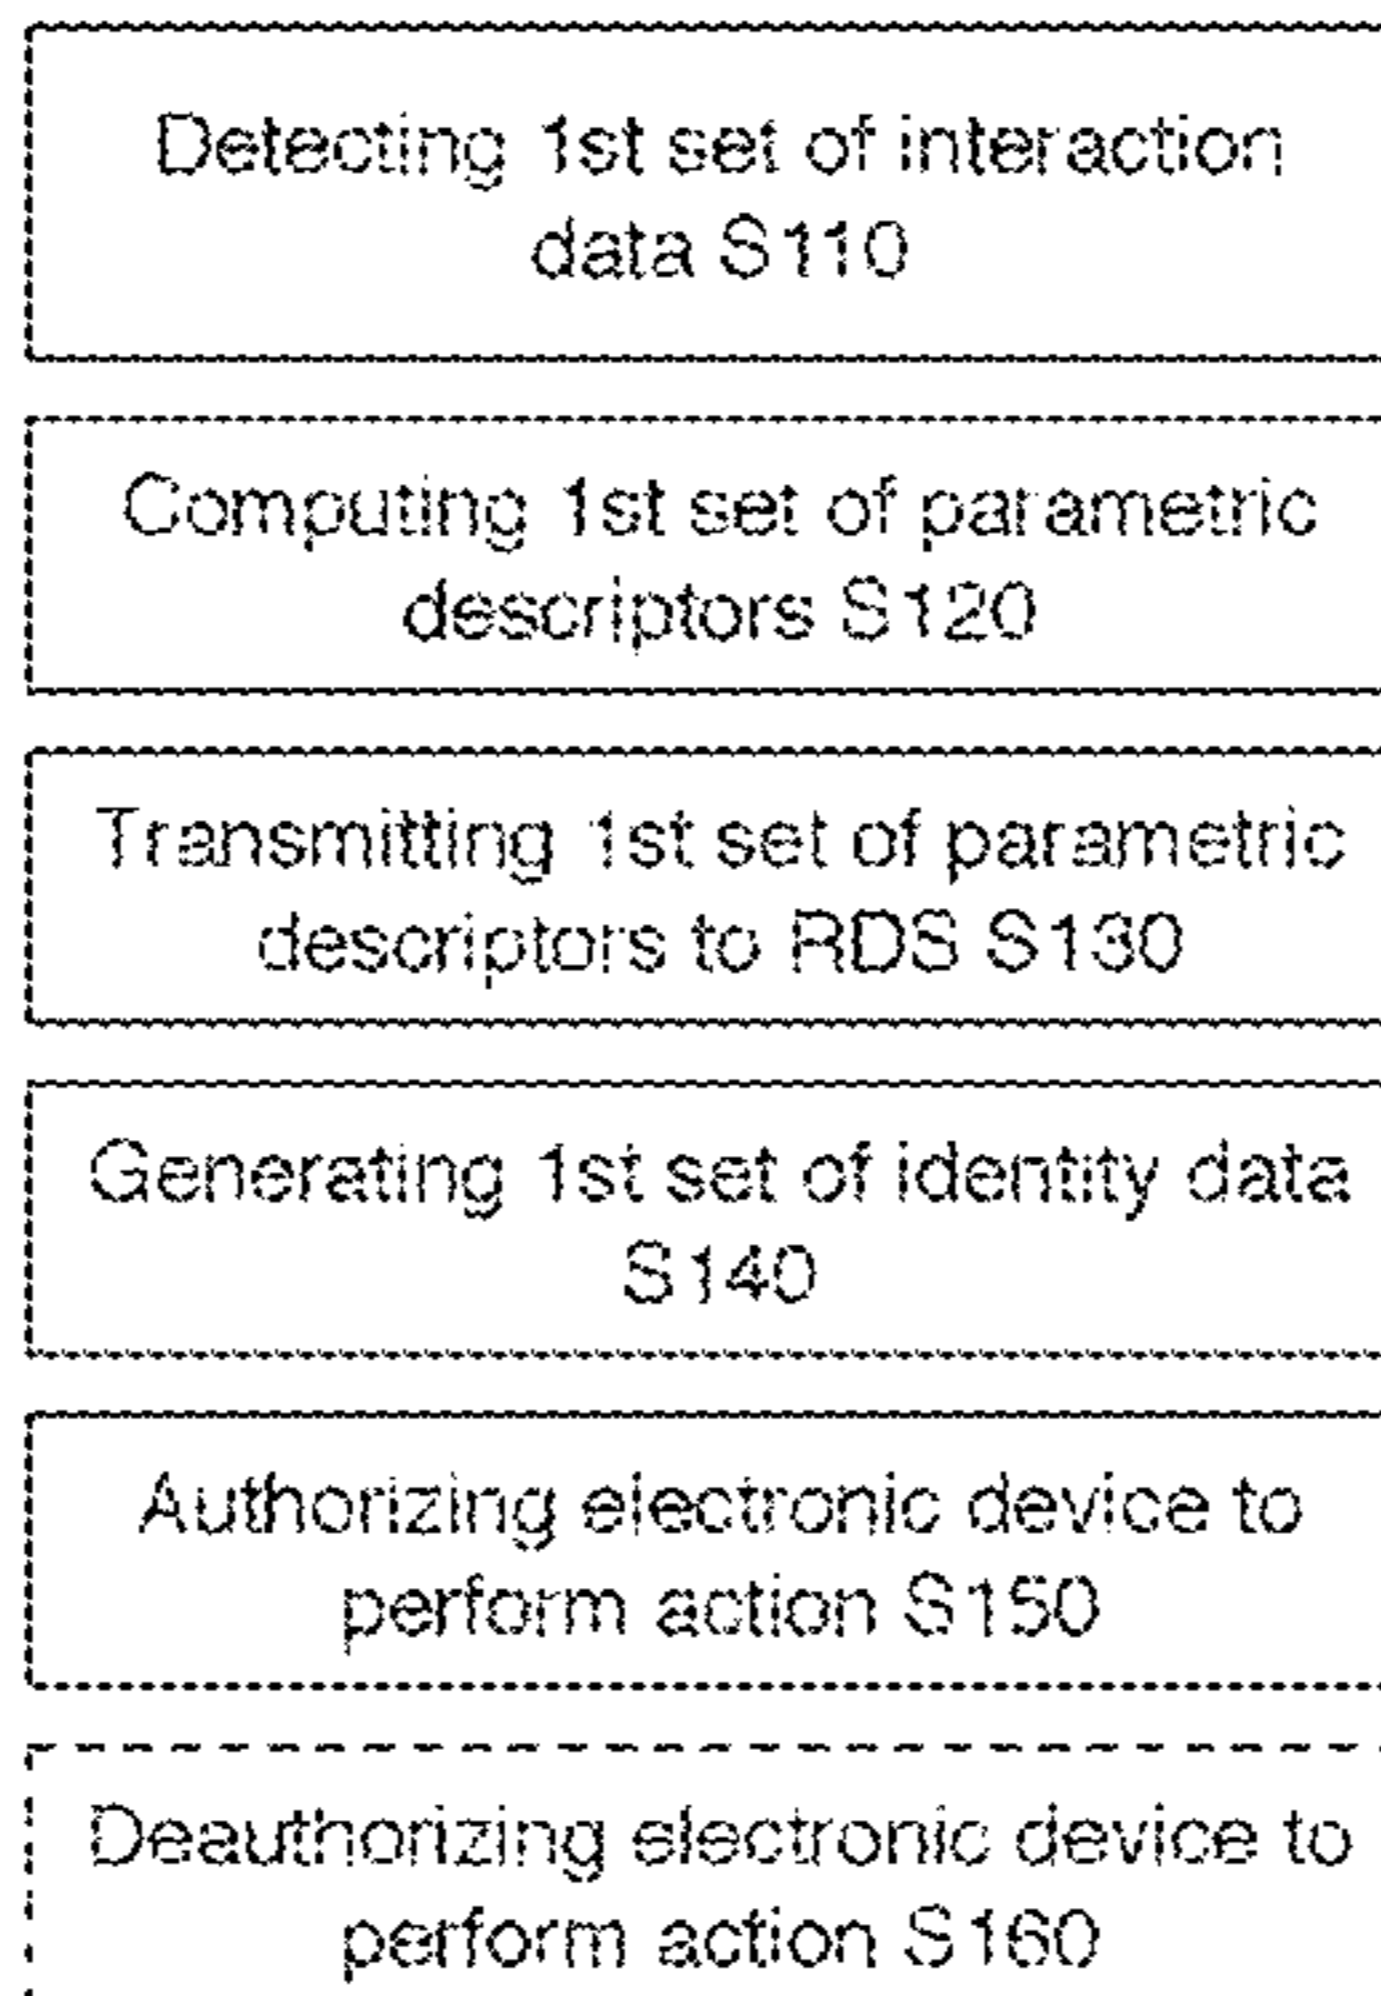 Detecting 1st set of interaction
data S110
Computing 1st set of parametric
descriptors S120
Transmitting 1st set of parametric
descriptors to RDS S130
Generating 1st set of identity data
S140
Authorizing electronic device to
perform action S150
Deauthorizing electronic device to
perform action S160